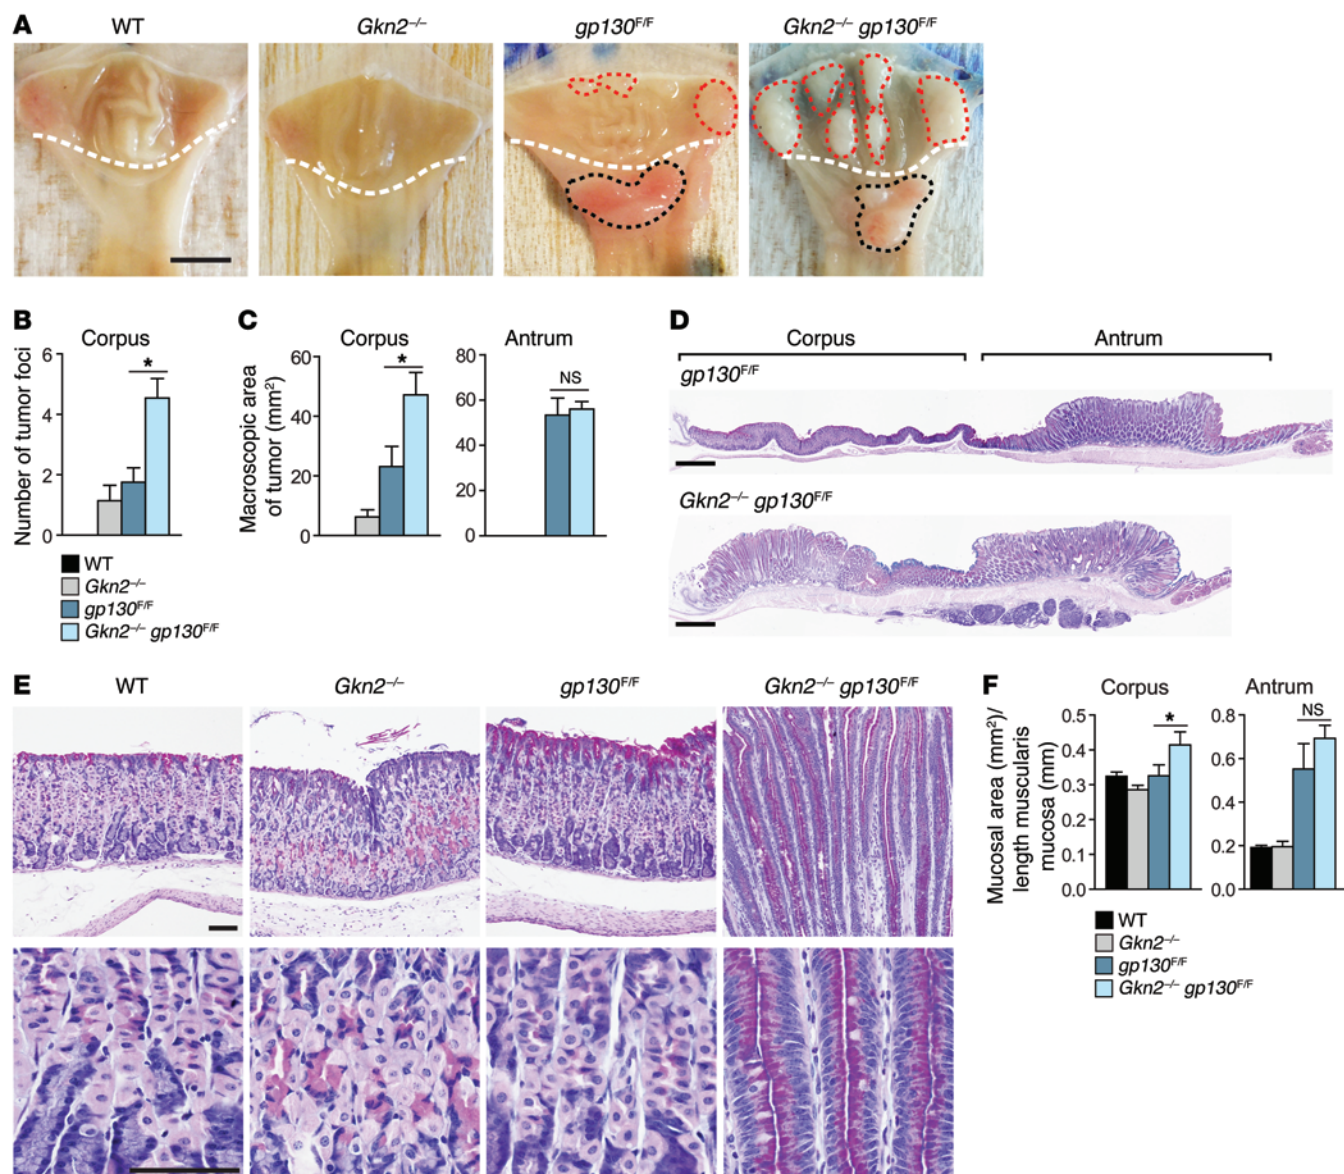 A
WT
Gkn2–/–
gp130F/F
Gkn2–/– gp130F/F
B
Corpus
Number of tumor foci
6
4
2
0
*
WT
Gkn2–/–
gp130F/F
Gkn2–/– gp130F/F
C
Corpus
Macroscopic area
of tumor (mm²)
60
40
20
0
*
Antrum
80
60
40
20
0
NS
D
Corpus
Antrum
gp130F/F
Gkn2–/– gp130F/F
E
WT
Gkn2–/–
gp130F/F
Gkn2–/– gp130F/F
F
Corpus
Mucosal area (mm²)/
length muscularis
mucosa (mm)
0.5
0.4
0.3
0.2
0.1
0.0
*
Antrum
0.8
0.6
0.4
0.2
0.0
NS
WT
Gkn2–/–
gp130F/F
Gkn2–/– gp130F/F